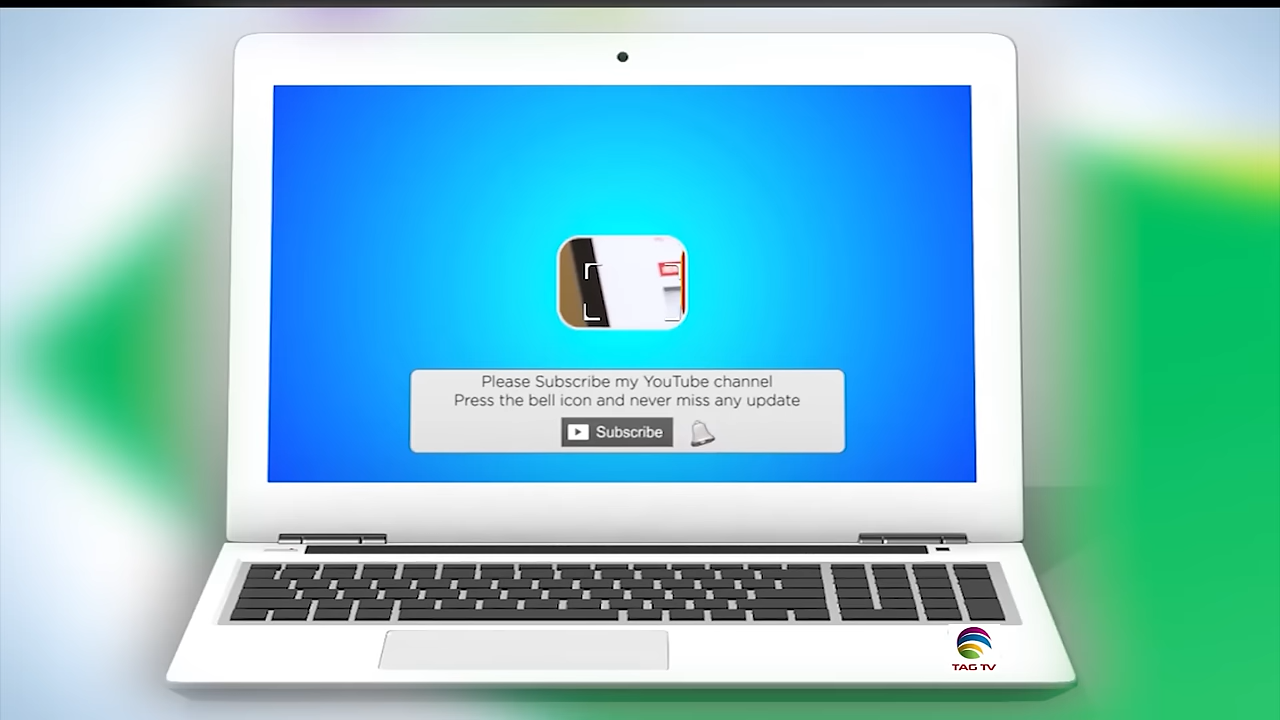 Please Subscribe my YouTube channel
Press the bell icon and never miss any update
Subscribe
TAG TV